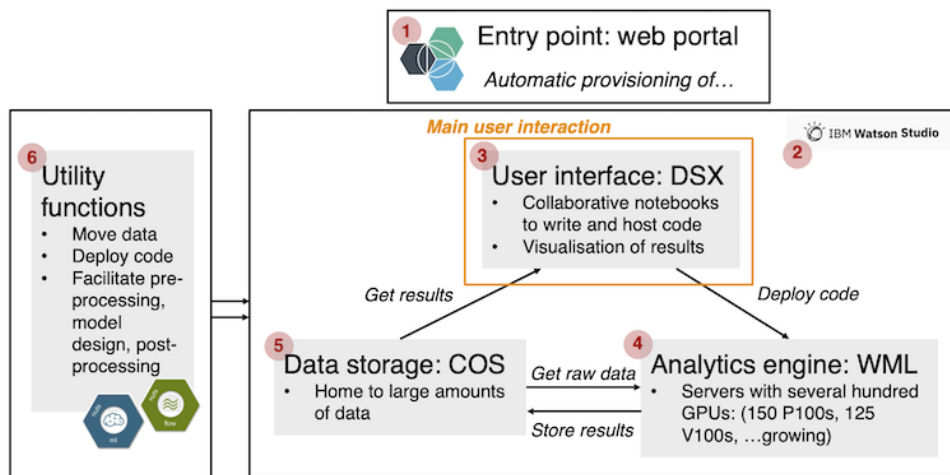 1
Entry point: web portal
Automatic provisioning of…
Main user interaction
IBM Watson Studio
2
3
User interface: DSX
• Collaborative notebooks
to write and host code
• Visualisation of results
6
Utility
functions
• Move data
• Deploy code
• Facilitate pre-
processing,
model
design, post-
processing
nuts
ml
nuts
flow
Get results
Deploy code
5
Data storage: COS
• Home to large amounts
of data
Get raw data
Store results
4
Analytics engine: WML
• Servers with several hundred
GPUs: (150 P100s, 125
V100s, …growing)